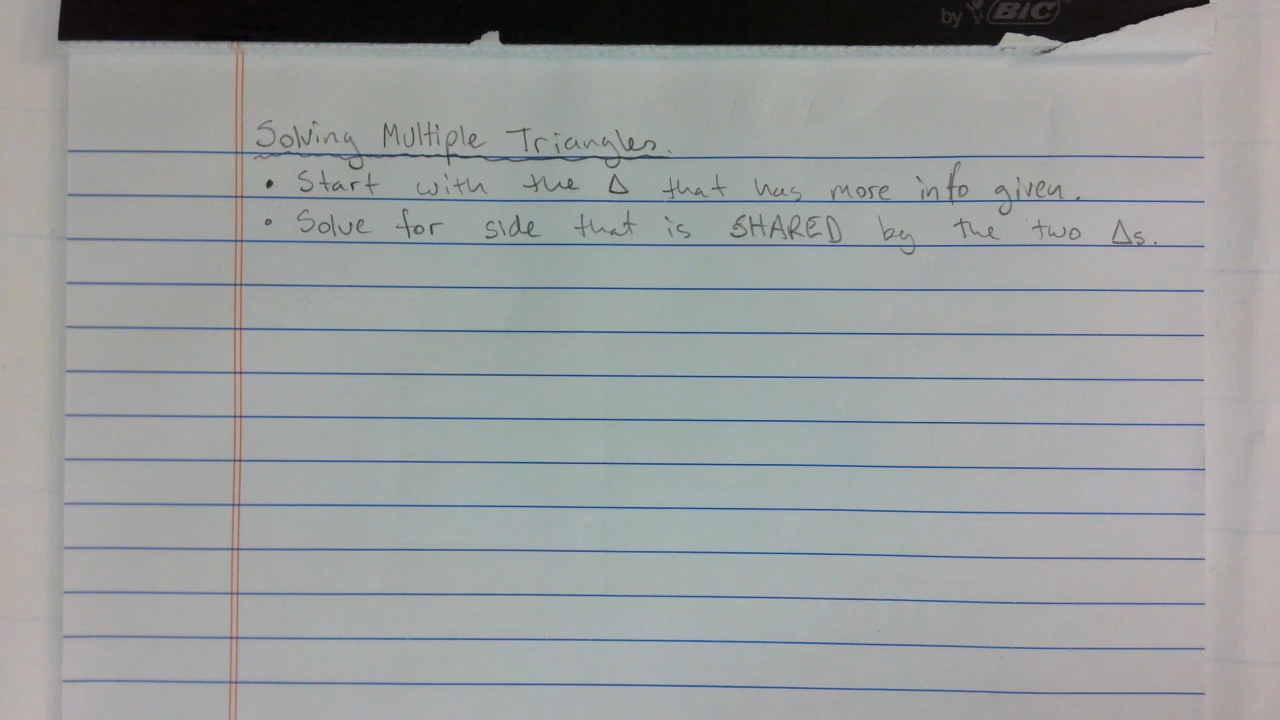 by BIC
Solving Multiple Triangles.
• Start with the Δ that has more info given.
• Solve for side that is SHARED by the two Δs.